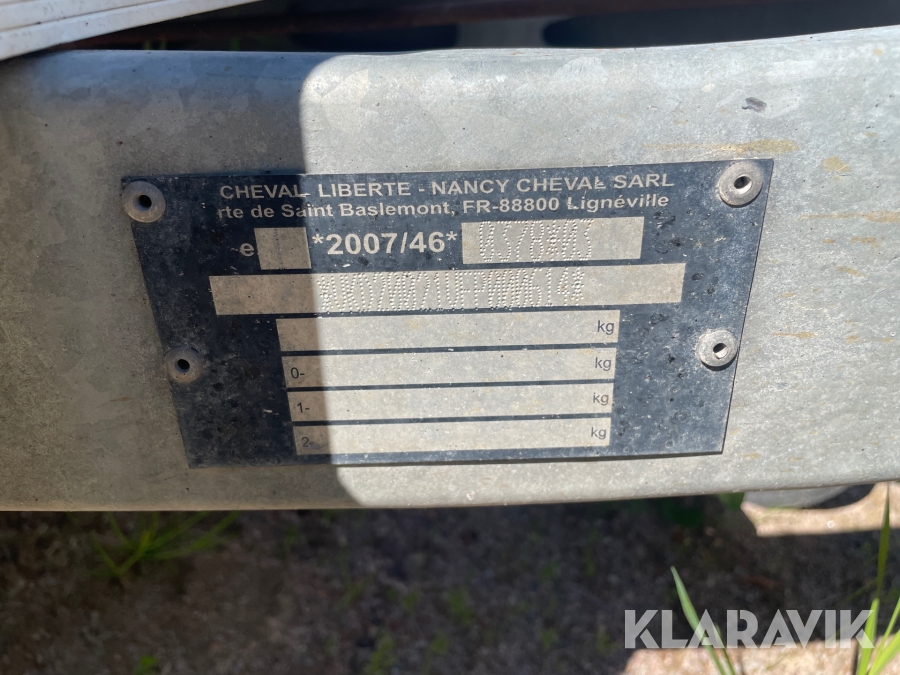 CHEVAL LIBERTE - NANCY CHEVAL SARL
rte de Saint Baslemont, FR-88800 Lignéville
e *2007/46*
kg
0- kg
1- kg
2- kg
KLARAVIK